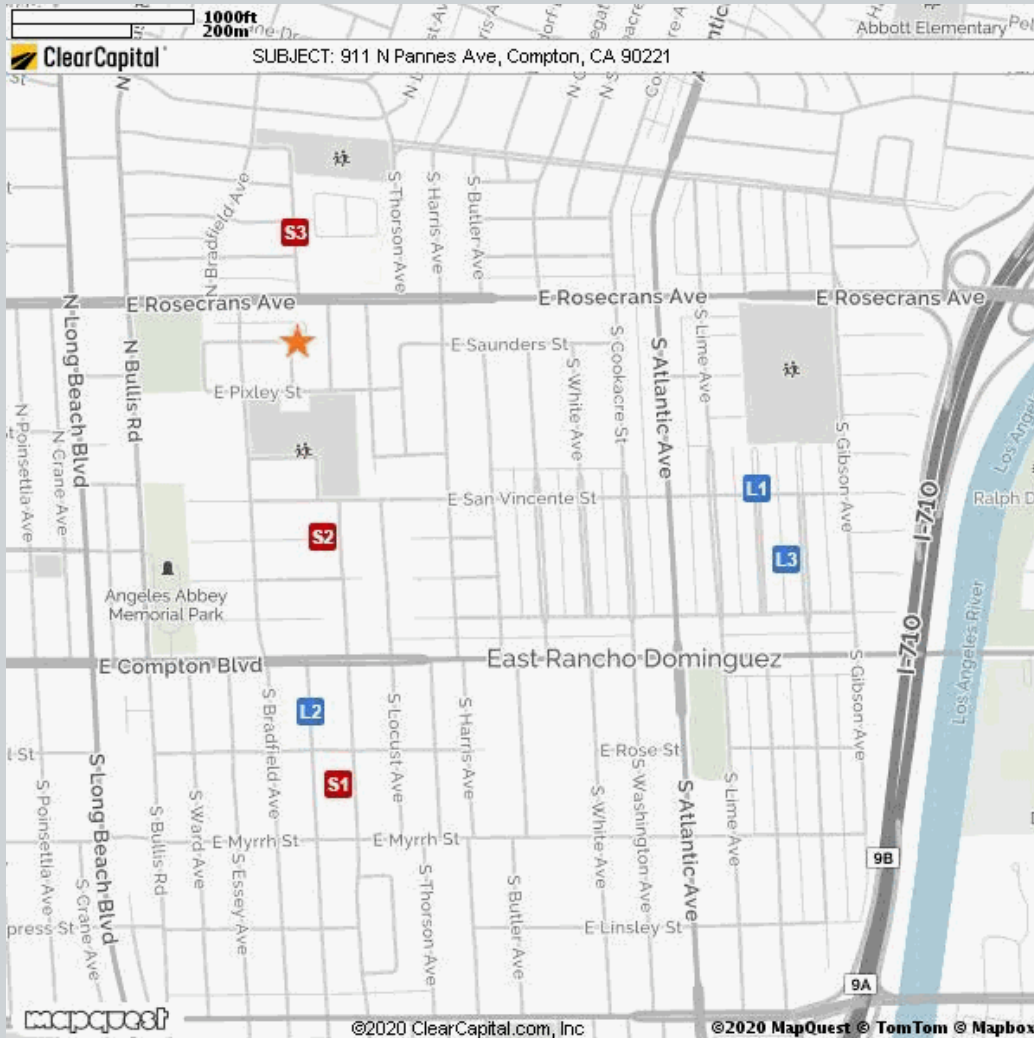 1000ft
200m
Abbott Elementary
ClearCapital
SUBJECT: 911 N Pannes Ave, Compton, CA 90221
N Bradfield Ave
S Thorson Ave
S Harris Ave
S Butler Ave
S3
E Rosecrans Ave
E Rosecrans Ave
E Rosecrans Ave
N Long Beach Blvd
N Bullis Rd
E Saunders St
S Cookacre St
S Lime Ave
S Atlantic Ave
S White Ave
E Pixley St
N Poinsettia Ave
N Crane Ave
S Gibson Ave
L1
E San Vincente St
I-710
Ralph D
Los Ang
S2
L3
Angeles Abbey
Memorial Park
I-710
Los Angeles River
E Compton Blvd
East Rancho Dominguez
S Gibson Ave
L2
S Bradfield Ave
S Locust Ave
S Harris Ave
E Rose St
S1
S Long Beach Blvd
S Poinsettia Ave
S Bullis Rd
S Ward Ave
S White Ave
S Washington Ave
S Atlantic Ave
S Lime Ave
E Myrrh St
E Myrrh St
9B
S Essey Ave
S Crane Ave
S Thorson Ave
S Butler Ave
press St
E Linsley St
9A
mapquest
©2020 ClearCapital.com, Inc
©2020 MapQuest © TomTom © Mapbox